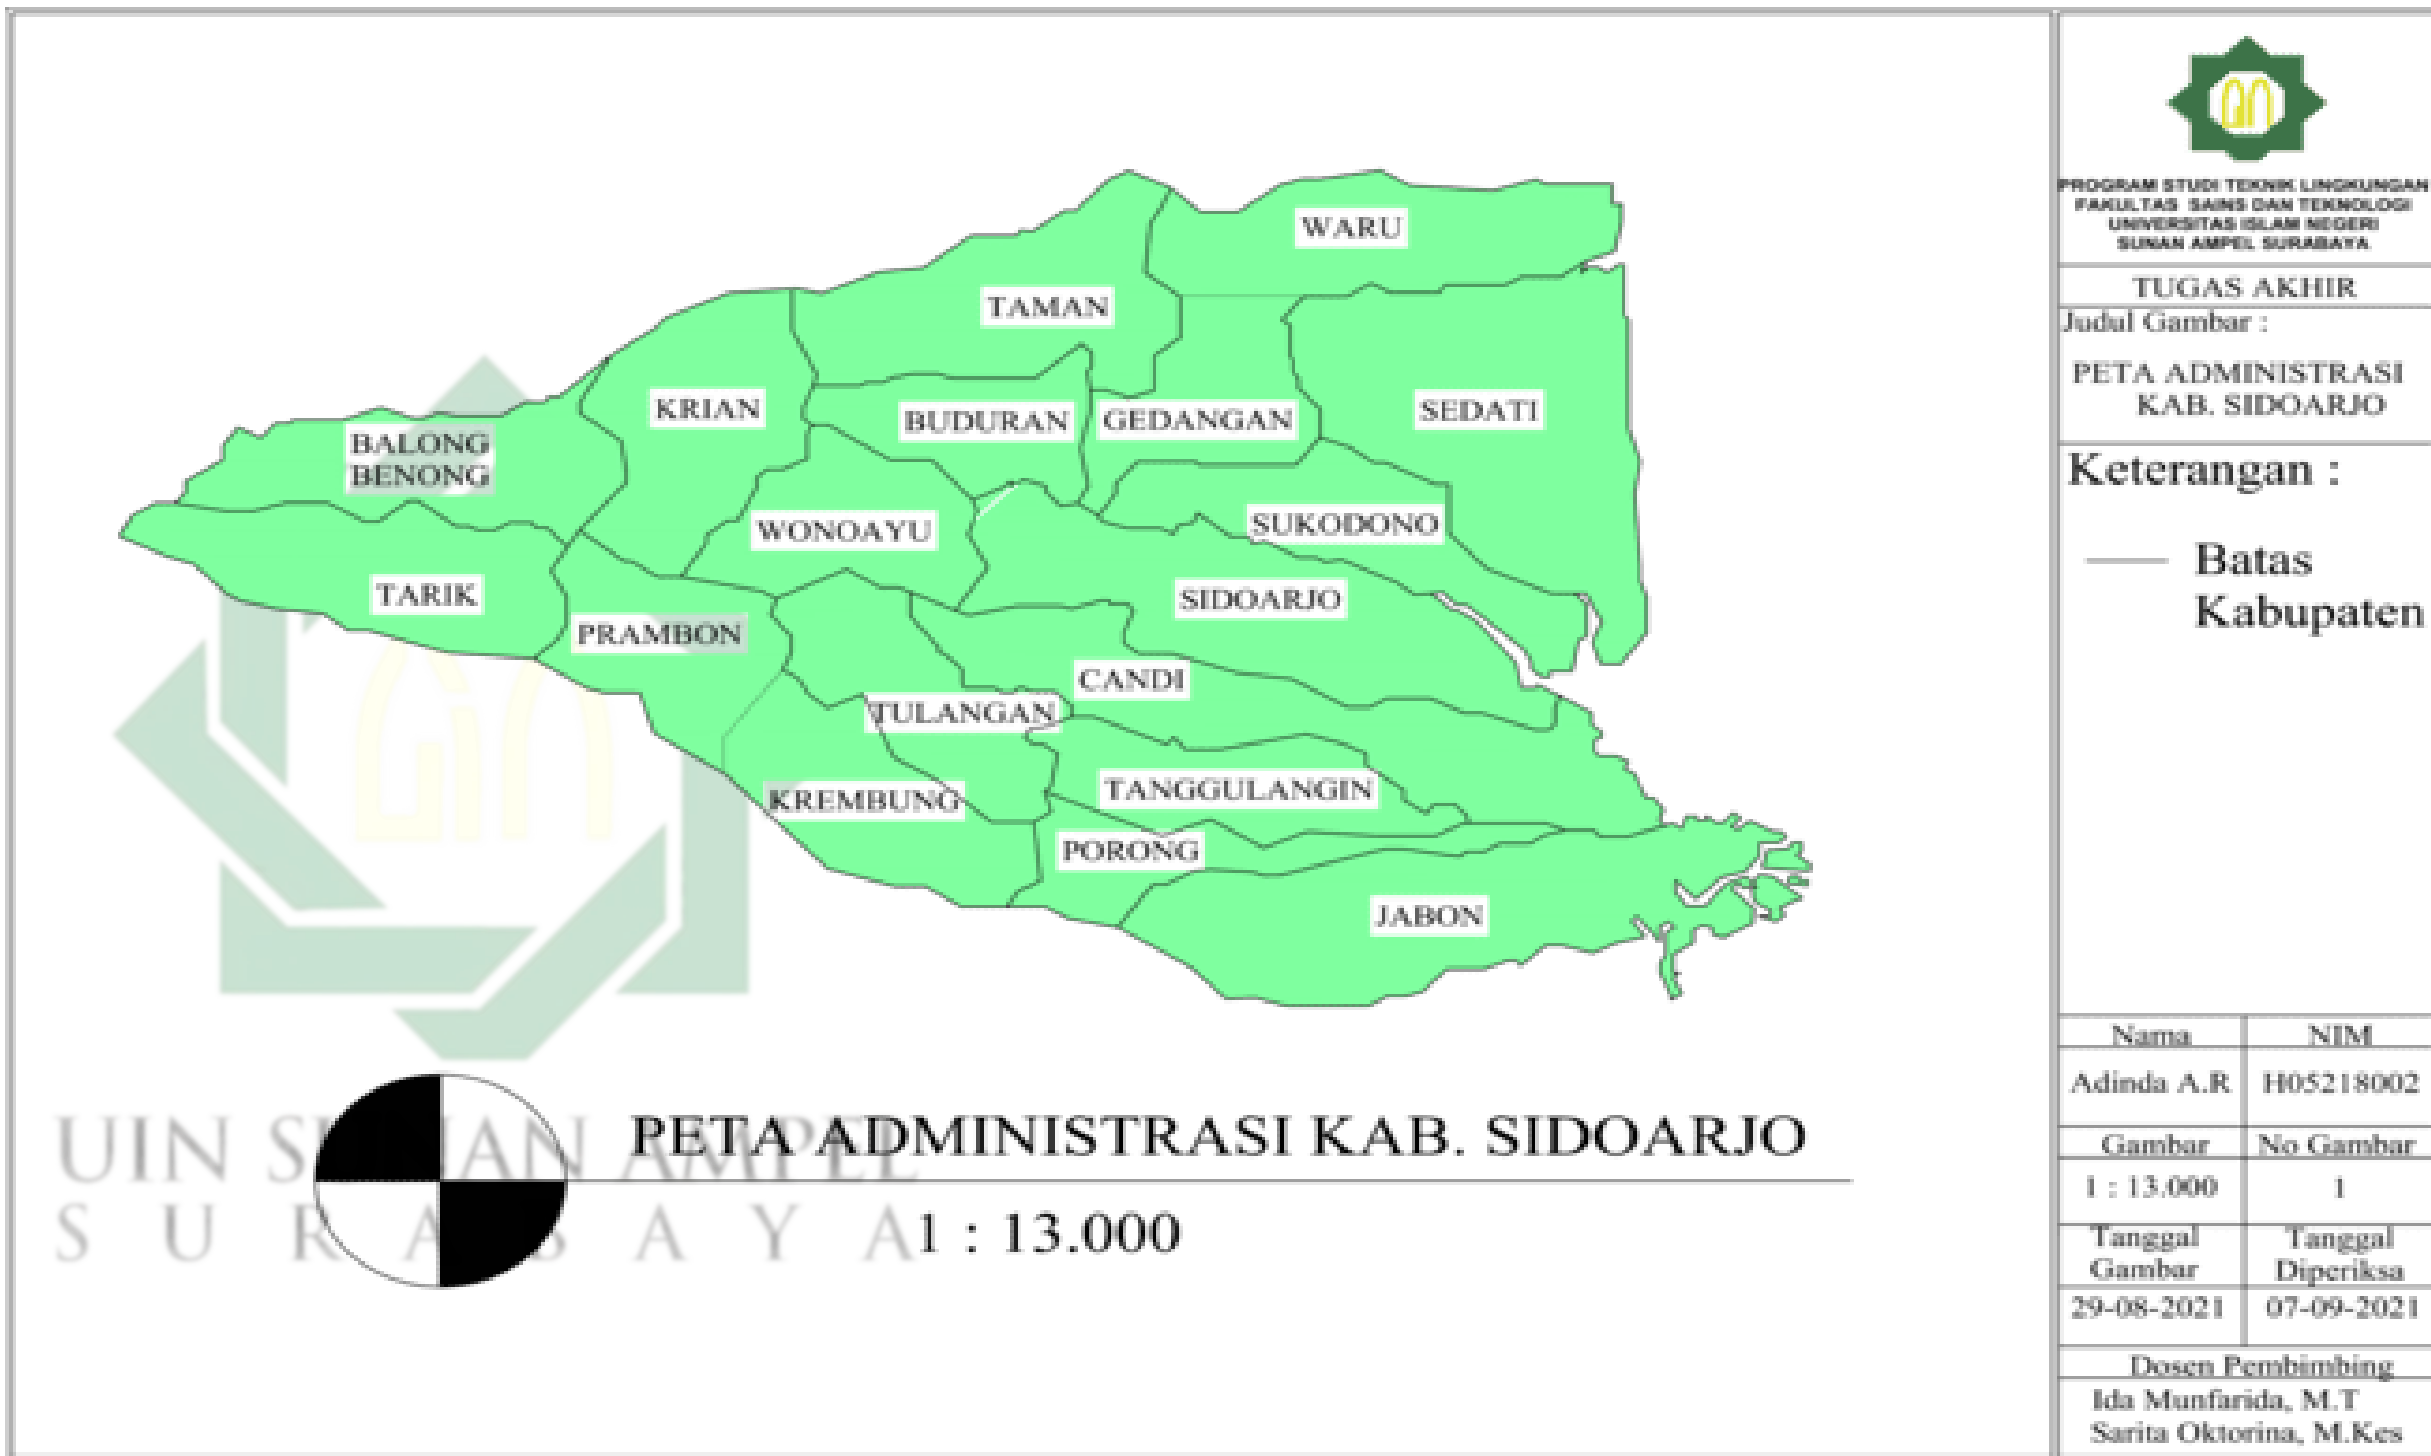 WARU
TAMAN
KRIAN
BUDURAN
GEDANGAN
SEDATI
BALONG
BENONG
WONOAYU
SUKODONO
TARIK
SIDOARJO
PRAMBON
CANDI
TULANGAN
TANGGULANGIN
KREMBUNG
PORONG
JABON
UIN SUNAN AMPEL
SURABAYA
PETA ADMINISTRASI KAB. SIDOARJO
1 : 13.000
PROGRAM STUDI TEKNIK LINGKUNGAN
FAKULTAS SAINS DAN TEKNOLOGI
UNIVERSITAS ISLAM NEGERI
SUNAN AMPEL SURABAYA
TUGAS AKHIR
Judul Gambar :
PETA ADMINISTRASI
KAB. SIDOARJO
Keterangan :
Batas
Kabupaten
Nama NIM
Adinda A.R H05218002
Gambar No Gambar
1 : 13.000 1
Tanggal Tanggal
Gambar Diperiksa
29-08-2021 07-09-2021
Dosen Pembimbing
Ida Munfarida, M.T
Sarita Oktorina, M.Kes